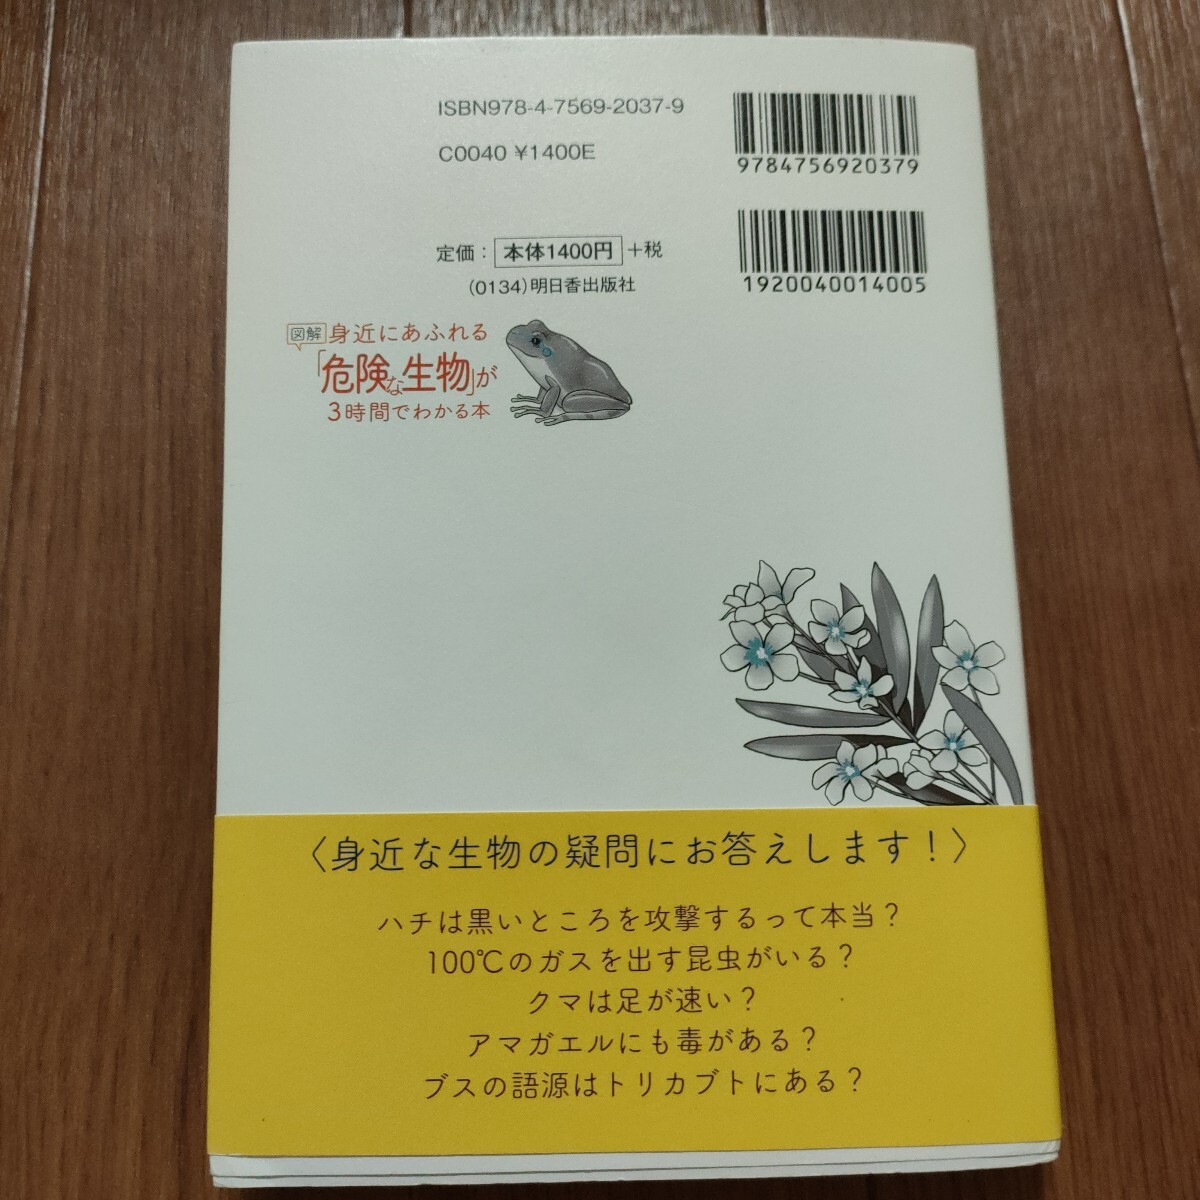 ISBN978-4-7569-2037-9
C0040 ¥1400E
9784756920379
定価： 本体1400円 +税
(0134)明日香出版社
1920040014005
図解 身近にあふれる
「危険な生物」が
3時間でわかる本
〈身近な生物の疑問にお答えします！〉
ハチは黒いところを攻撃するって本当？
100℃のガスを出す昆虫がいる？
クマは足が速い？
アマガエルにも毒がある？
ブスの語源はトリカブトにある？